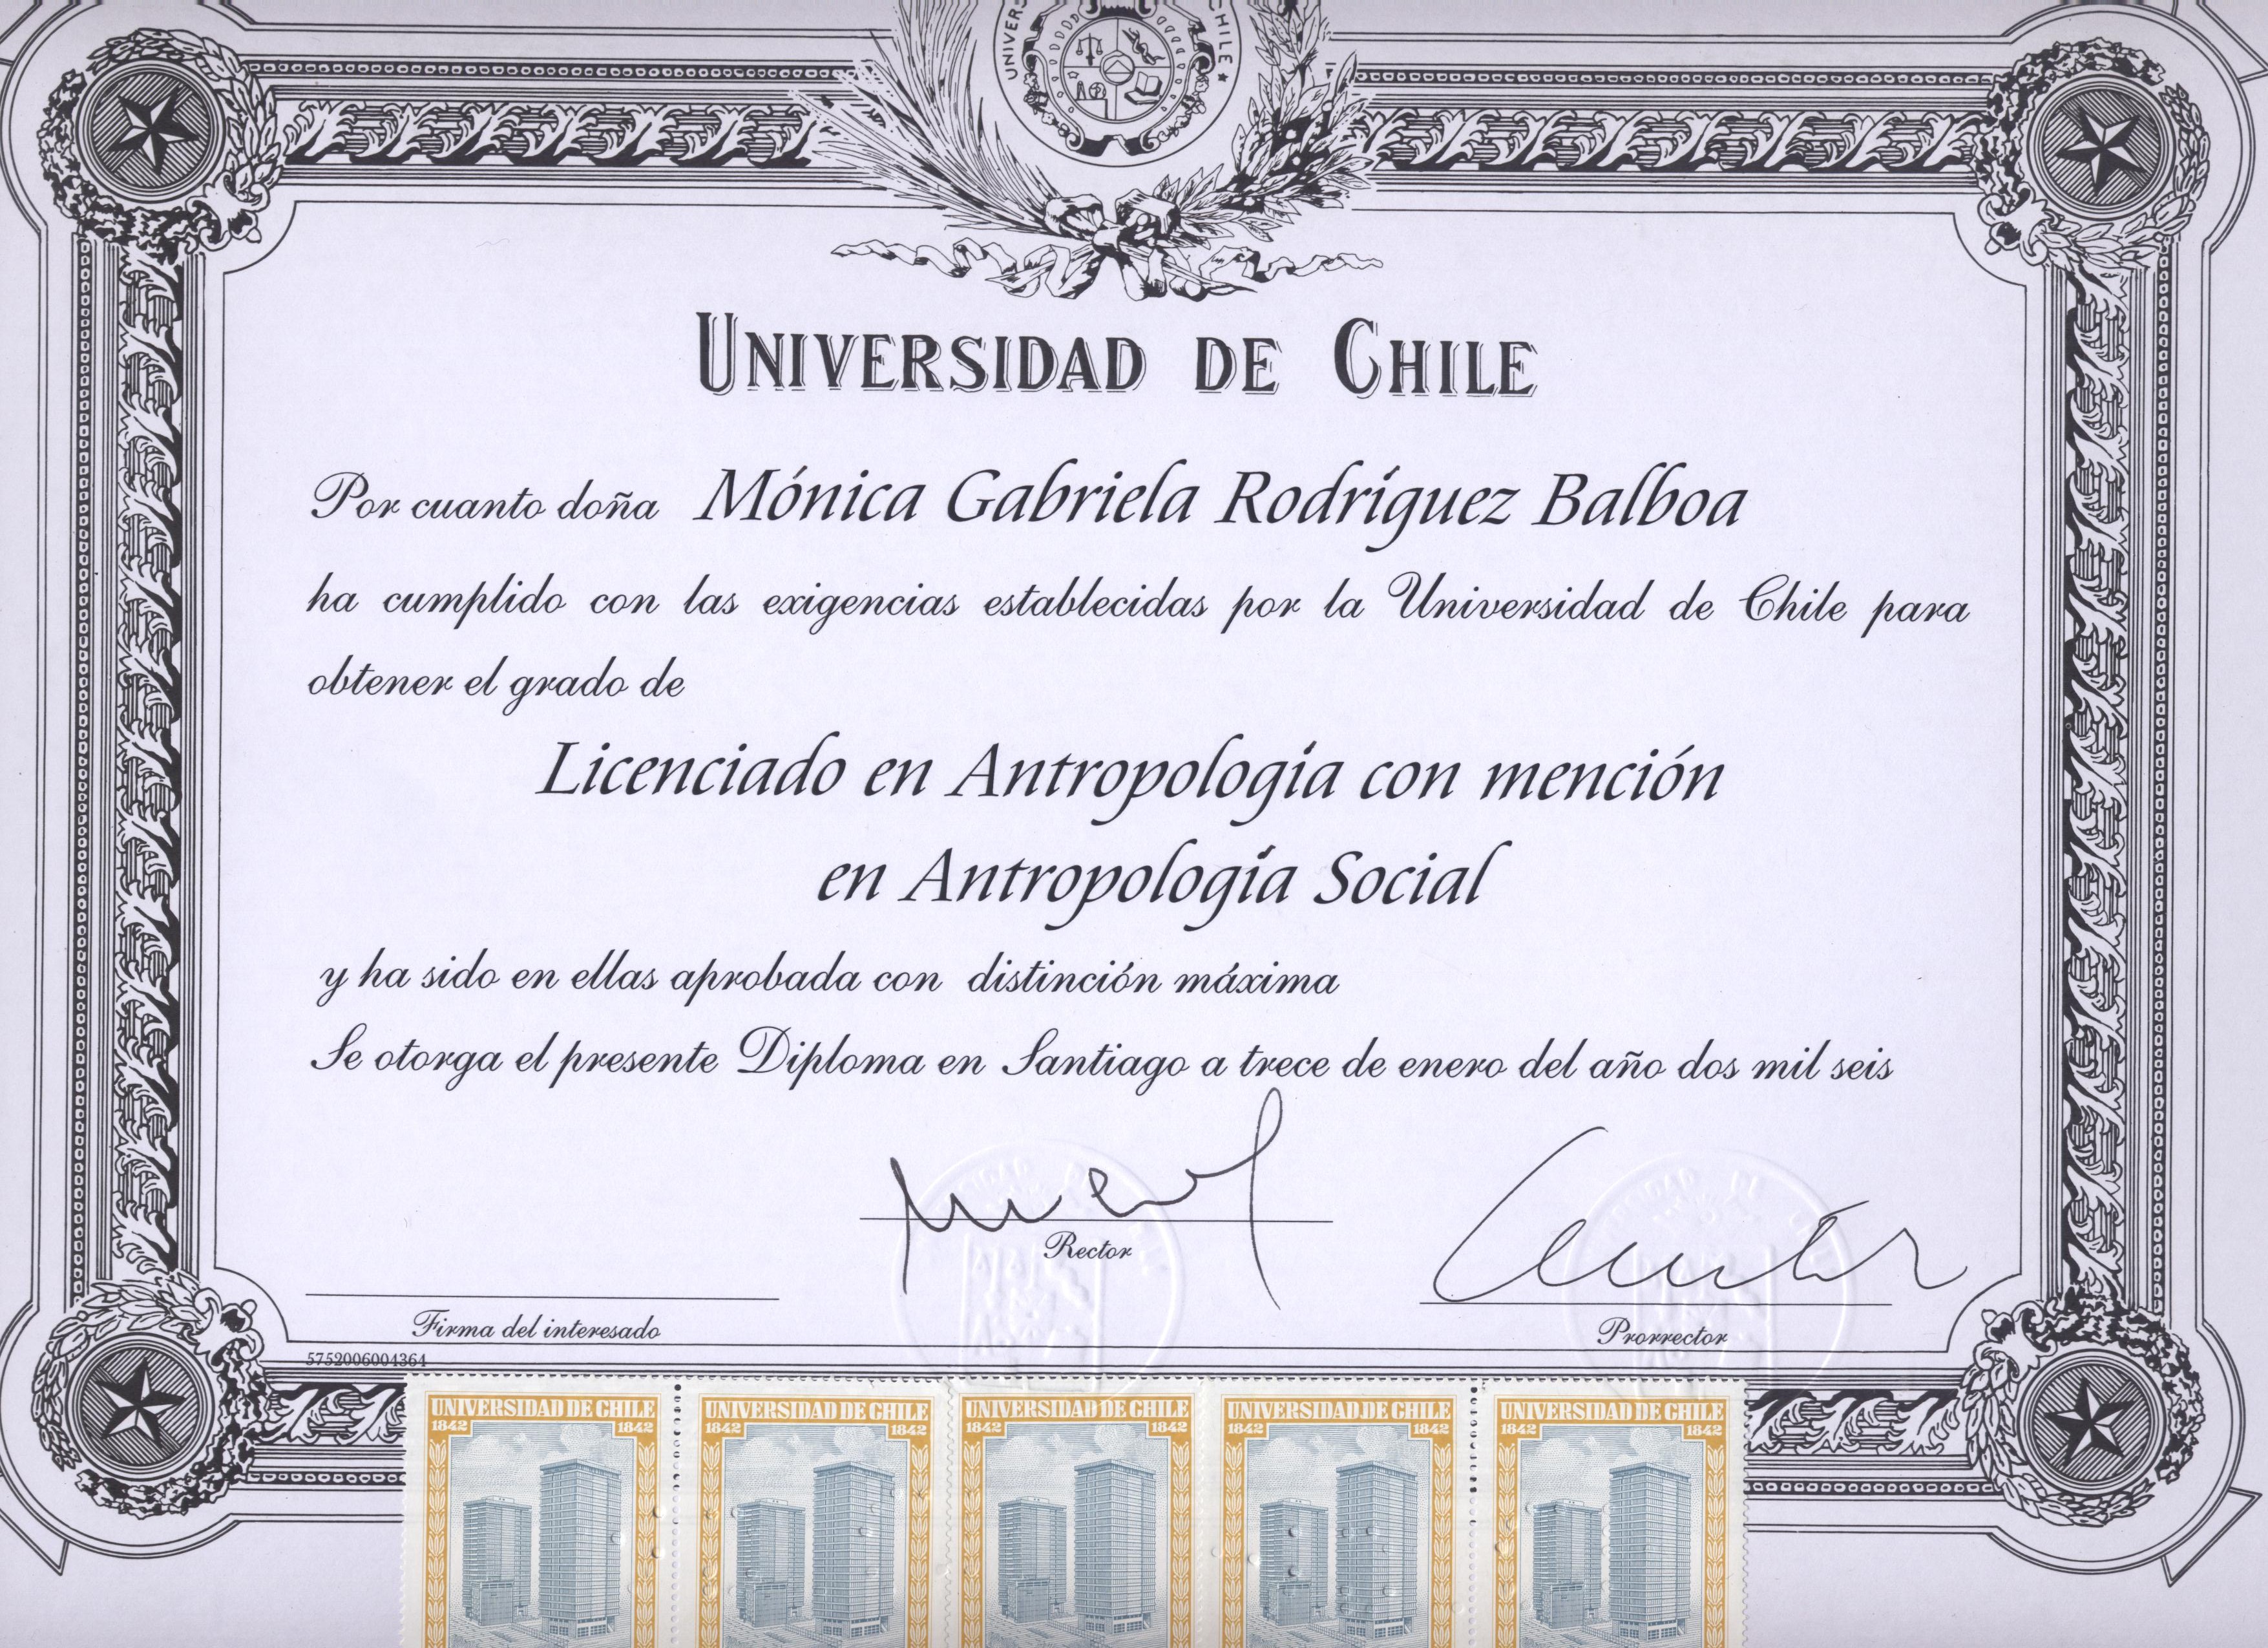 UNIVERS CHILE ★
UNIVERSIDAD DE CHILE
Por cuanto doña Mónica Gabriela Rodríguez Balboa
ha cumplido con las exigencias establecidas por la Universidad de Chile para
obtener el grado de
Licenciado en Antropología con mención
en Antropología Social
y ha sido en ellas aprobada con distinción máxima
Se otorga el presente Diploma en Santiago a trece de enero del año dos mil seis
Rector
Firma del interesado
Prorrector
5752006004364
UNIVERSIDAD DE CHILE UNIVERSIDAD DE CHILE UNIVERSIDAD DE CHILE UNIVERSIDAD DE CHILE UNIVERSIDAD DE CHILE
1842 1842 1842 1842 1842 1842 1842 1842 1842 1842